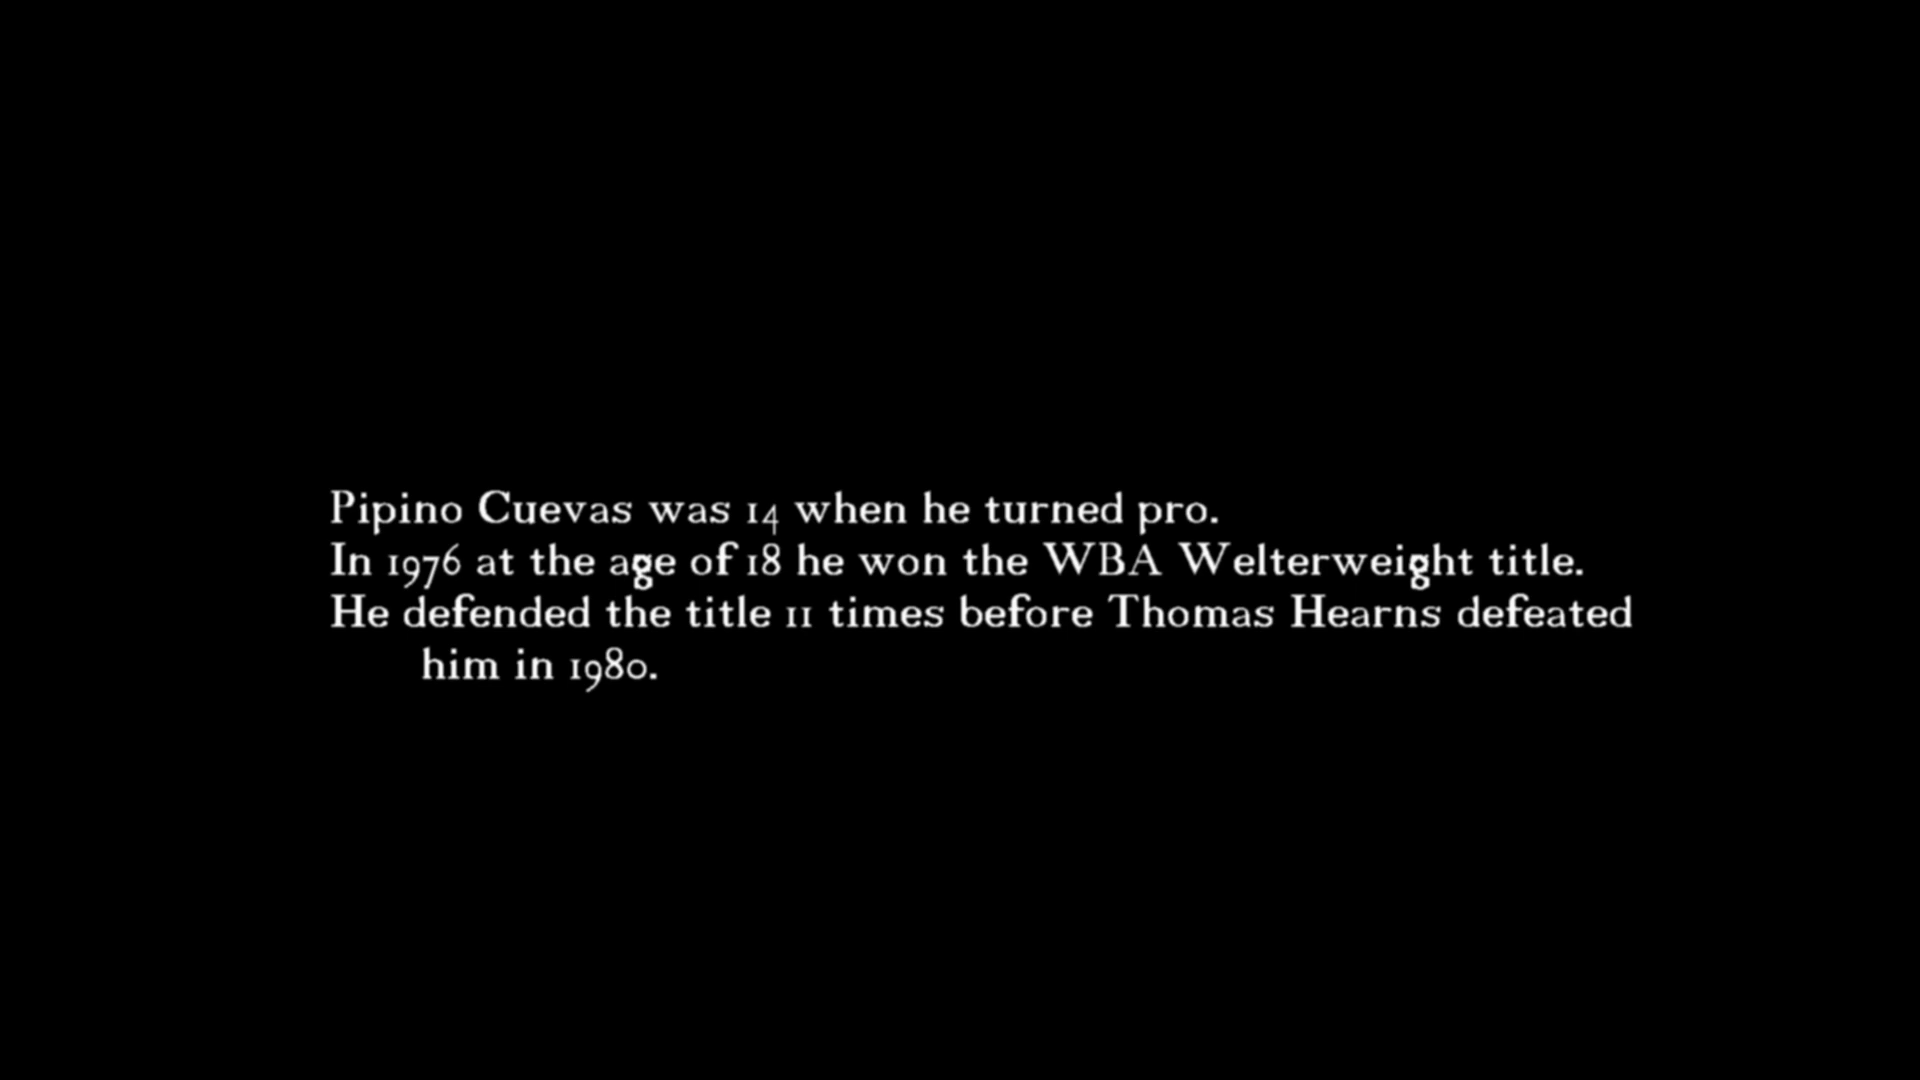 Pipino Cuevas was 14 when he turned pro.
In 1976 at the age of 18 he won the WBA Welterweight title.
He defended the title 11 times before Thomas Hearns defeated
him in 1980.